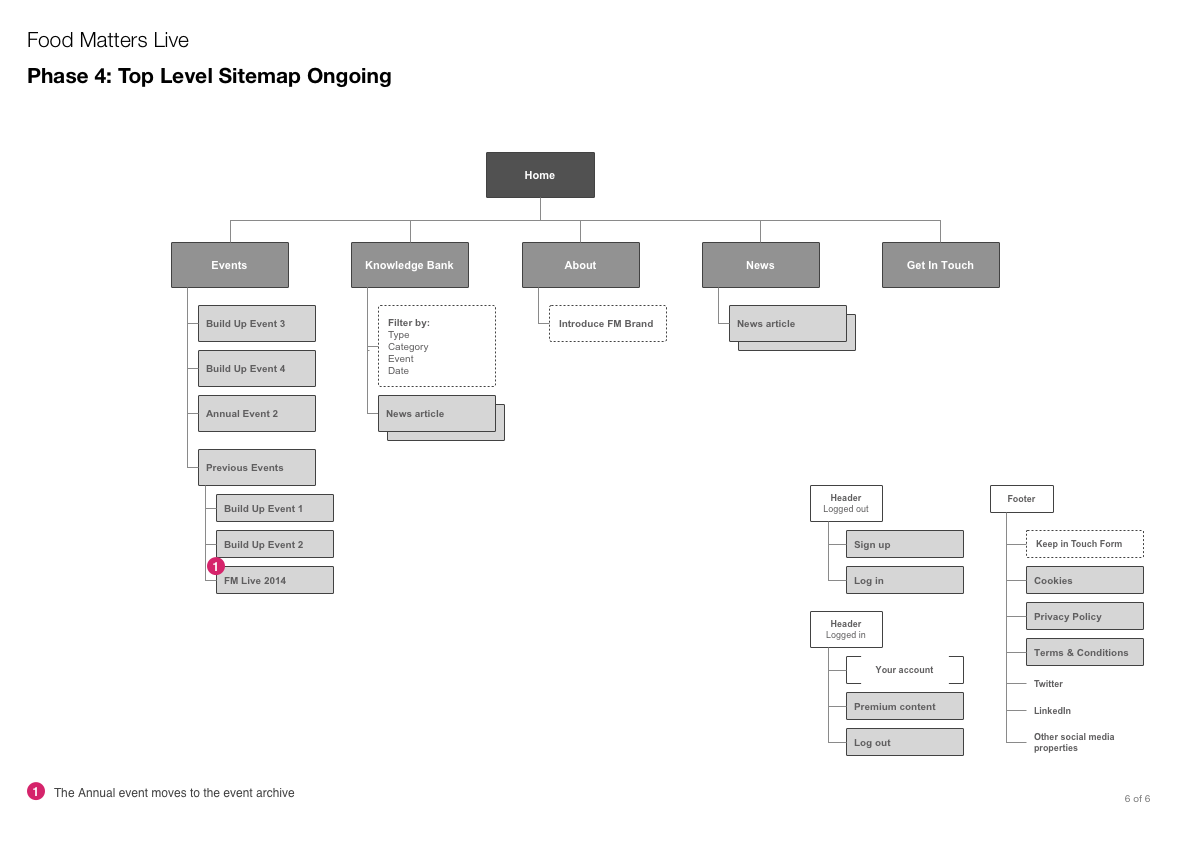 Food Matters Live
Phase 4: Top Level Sitemap Ongoing
Home
Events
Knowledge Bank
About
News
Get In Touch
Build Up Event 3
Build Up Event 4
Annual Event 2
Previous Events
Build Up Event 1
Build Up Event 2
1
FM Live 2014
Filter by:
Type
Category
Event
Date
News article
Introduce FM Brand
News article
Header
Logged out
Sign up
Log in
Header
Logged in
Your account
Premium content
Log out
Footer
Keep in Touch Form
Cookies
Privacy Policy
Terms & Conditions
Twitter
LinkedIn
Other social media
properties
1 The Annual event moves to the event archive
6 of 6